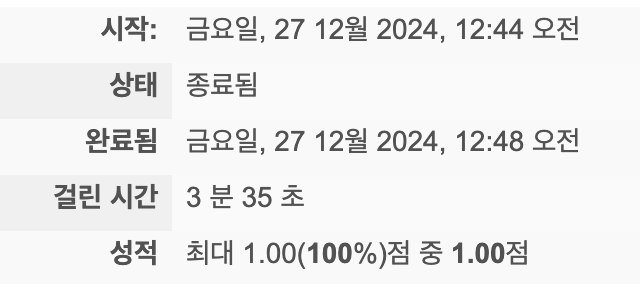 시작: 금요일, 27 12월 2024, 12:44 오전
상태 종료됨
완료됨 금요일, 27 12월 2024, 12:48 오전
걸린 시간 3 분 35 초
성적 최대 1.00(100%)점 중 1.00점